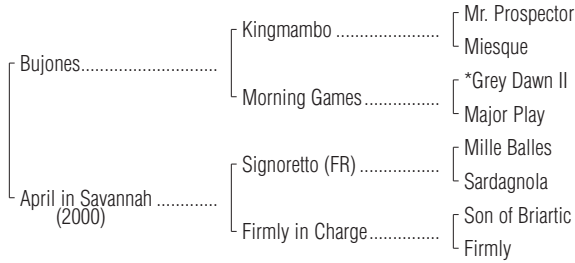 Mr. Prospector
Kingmambo ......................
Miesque
Bujones.............................
*Grey Dawn II
Morning Games................
Major Play
Mille Balles
Signoretto (FR) .................
Sardagnola
April in Savannah .............
(2000)
Son of Briartic
Firmly in Charge...............
Firmly